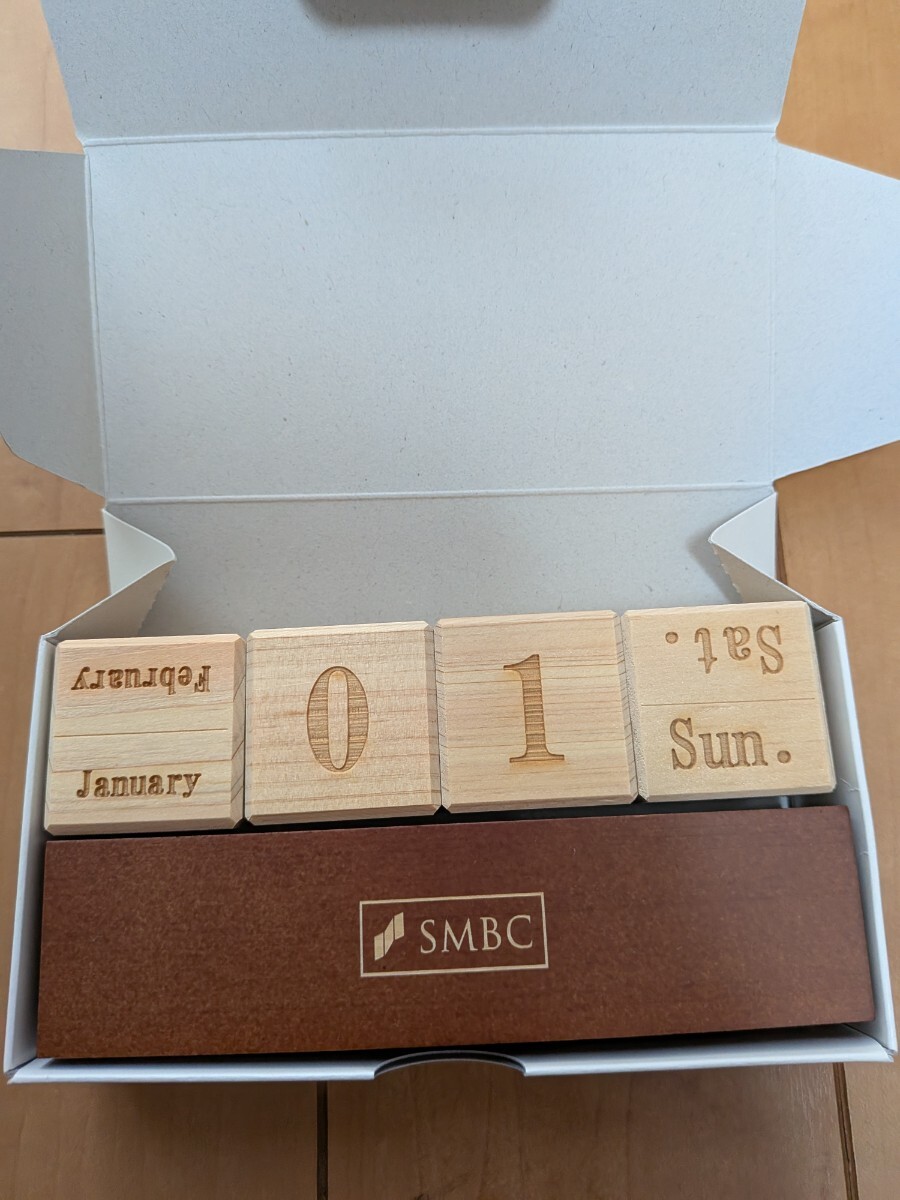 February
January
0
1
Sat.
Sun.
SMBC